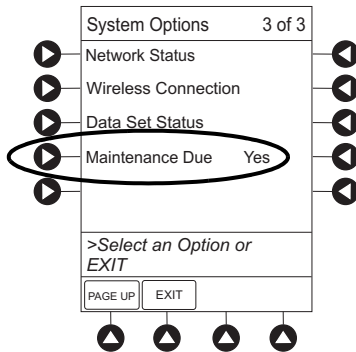 System Options 3 of 3
Network Status
Wireless Connection
Data Set Status
Maintenance Due Yes
>Select an Option or
EXIT
PAGE UP EXIT